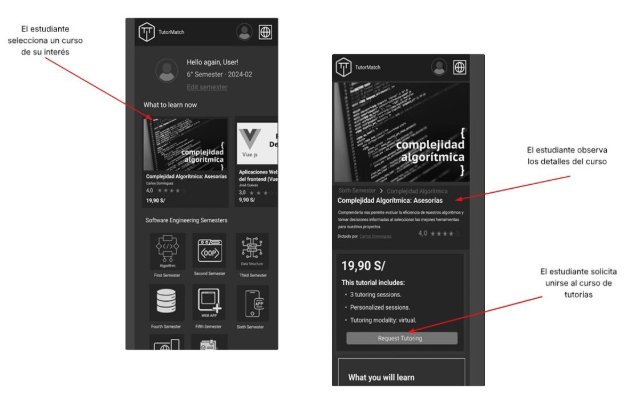 El estudiante
selecciona un curso
de su interés
TutorMatch
Hello again, User!
6° Semester · 2024-02
Edit semester
What to learn now
{
complejidad
algorítmica
}
Vue.js
Complejidad Algorítmica: Asesorías
Carlos Dominguez
4,0
19,90 S/
Aplicaciones Web
del frontend (Vue
José Cuevas
3,0
9,90 S/
Software Engineering Semesters
Algorithm
First Semester
OOP
Second Semester
Data Structure
Third Semester
Fourth Semester
WEB APP
Fifth Semester
APP
Sixth Semester
TutorMatch
{
complejidad
algorítmica
}
Sixth Semester > Complejidad Algorítmica
Complejidad Algorítmica: Asesorías
Comprenderla nos permite evaluar la eficiencia de nuestros algoritmos y
tomar decisiones informadas al seleccionar las mejores herramientas
para nuestros proyectos.
Dictado por Carlos Dominguez
4,0
19,90 S/
This tutorial includes:
• 3 tutoring sessions.
• Personalized sessions.
• Tutoring modality: virtual.
Request Tutoring
What you will learn
El estudiante observa
los detalles del curso
El estudiante solicita
unirse al curso de
tutorías